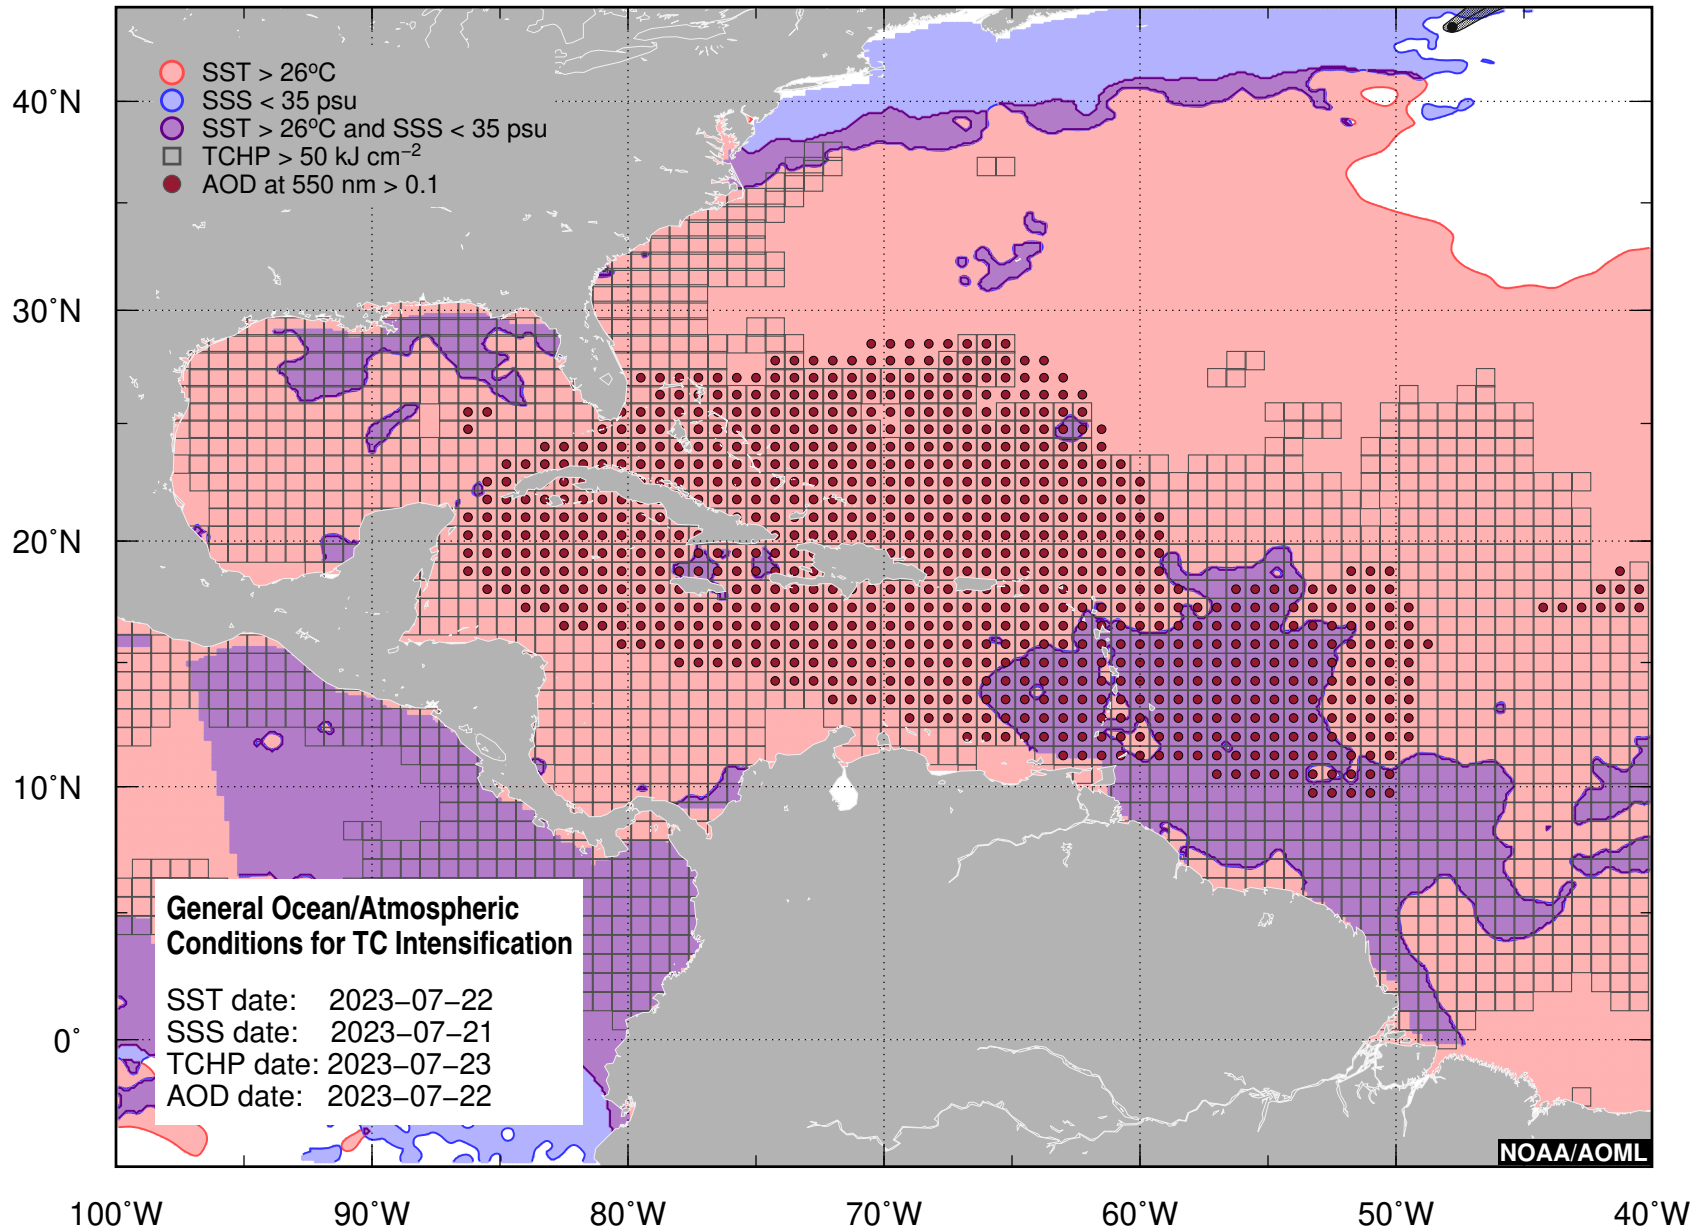 SST > 26°C
SSS < 35 psu
SST > 26°C and SSS < 35 psu
TCHP > 50 kJ cm⁻²
AOD at 550 nm > 0.1
40°N
30°N
20°N
10°N
0°
General Ocean/Atmospheric
Conditions for TC Intensification
SST date: 2023−07−22
SSS date: 2023−07−21
TCHP date: 2023−07−23
AOD date: 2023−07−22
NOAA/AOML
100°W 90°W 80°W 70°W 60°W 50°W 40°W